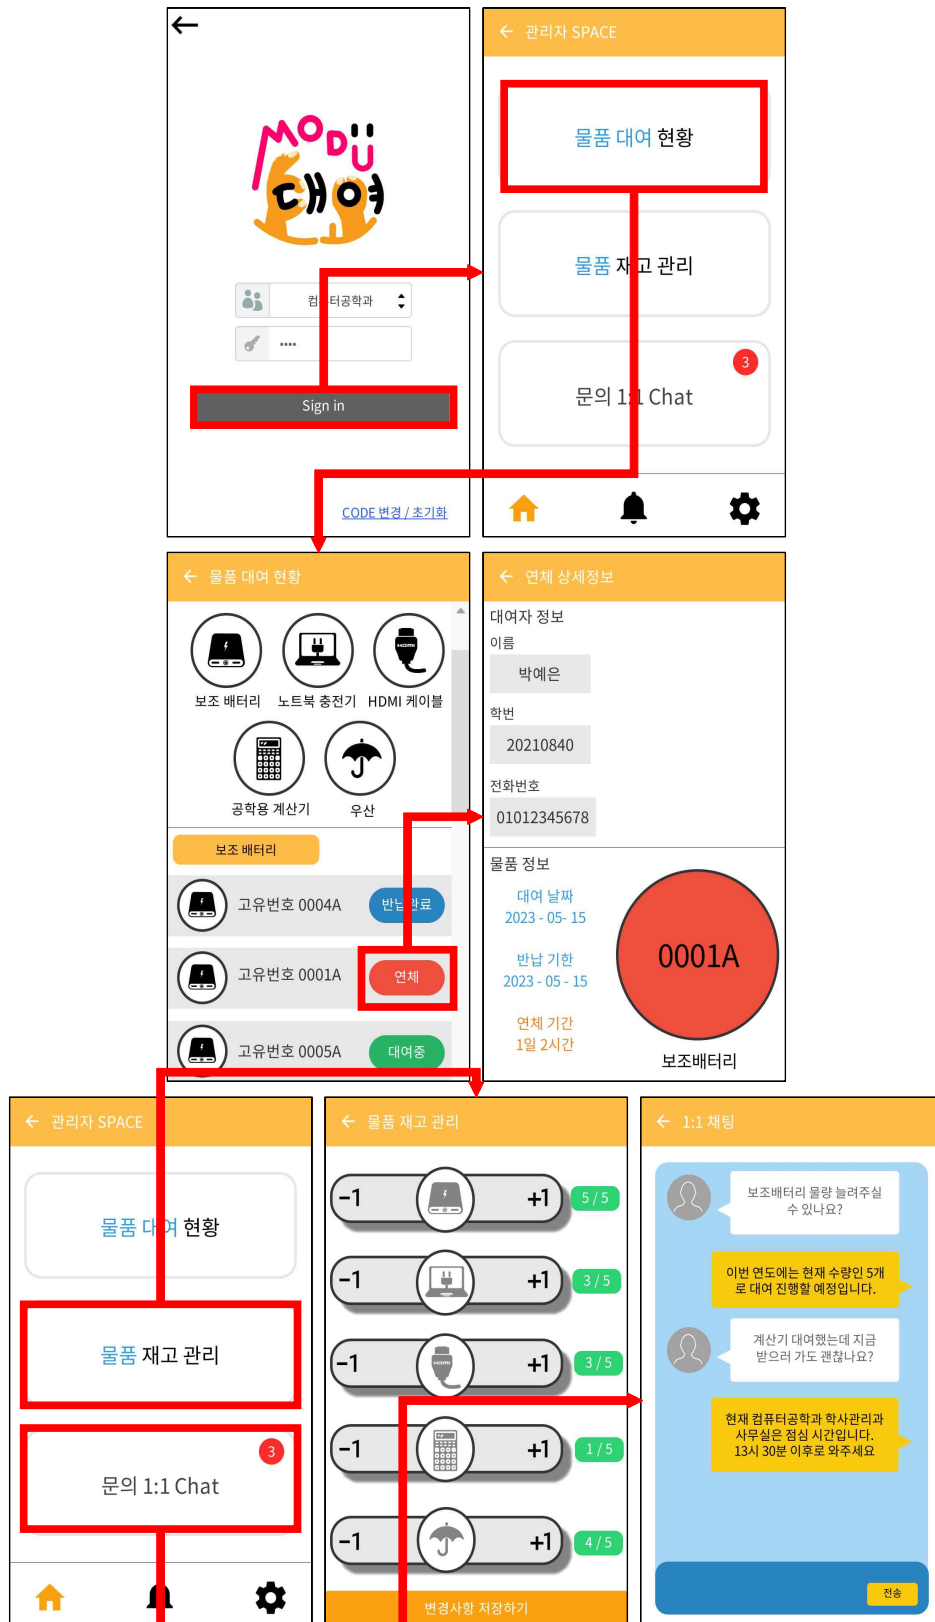 MODU
대여
컴퓨터공학과
••••
Sign in
CODE 변경 / 초기화
관리자 SPACE
물품 대여 현황
물품 재고 관리
3
문의 1:1 Chat
물품 대여 현황
보조 배터리
노트북 충전기
HDMI
HDMI 케이블
공학용 계산기
우산
보조 배터리
고유번호 0004A
반납완료
고유번호 0001A
연체
고유번호 0005A
대여중
연체 상세정보
대여자 정보
이름
박예은
학번
20210840
전화번호
01012345678
물품 정보
대여 날짜
2023 - 05- 15
반납 기한
2023 - 05 - 15
연체 기간
1일 2시간
0001A
보조배터리
관리자 SPACE
물품 대여 현황
물품 재고 관리
3
문의 1:1 Chat
물품 재고 관리
-1 +1 5 / 5
-1 +1 3 / 5
HDMI
-1 +1 3 / 5
-1 +1 1 / 5
-1 +1 4 / 5
변경사항 저장하기
1:1 채팅
보조배터리 물량 늘려주실
수 있나요?
이번 연도에는 현재 수량인 5개
로 대여 진행할 예정입니다.
계산기 대여했는데 지금
받으러 가도 괜찮나요?
현재 컴퓨터공학과 학사관리과
사무실은 점심 시간입니다.
13시 30분 이후로 와주세요
전송